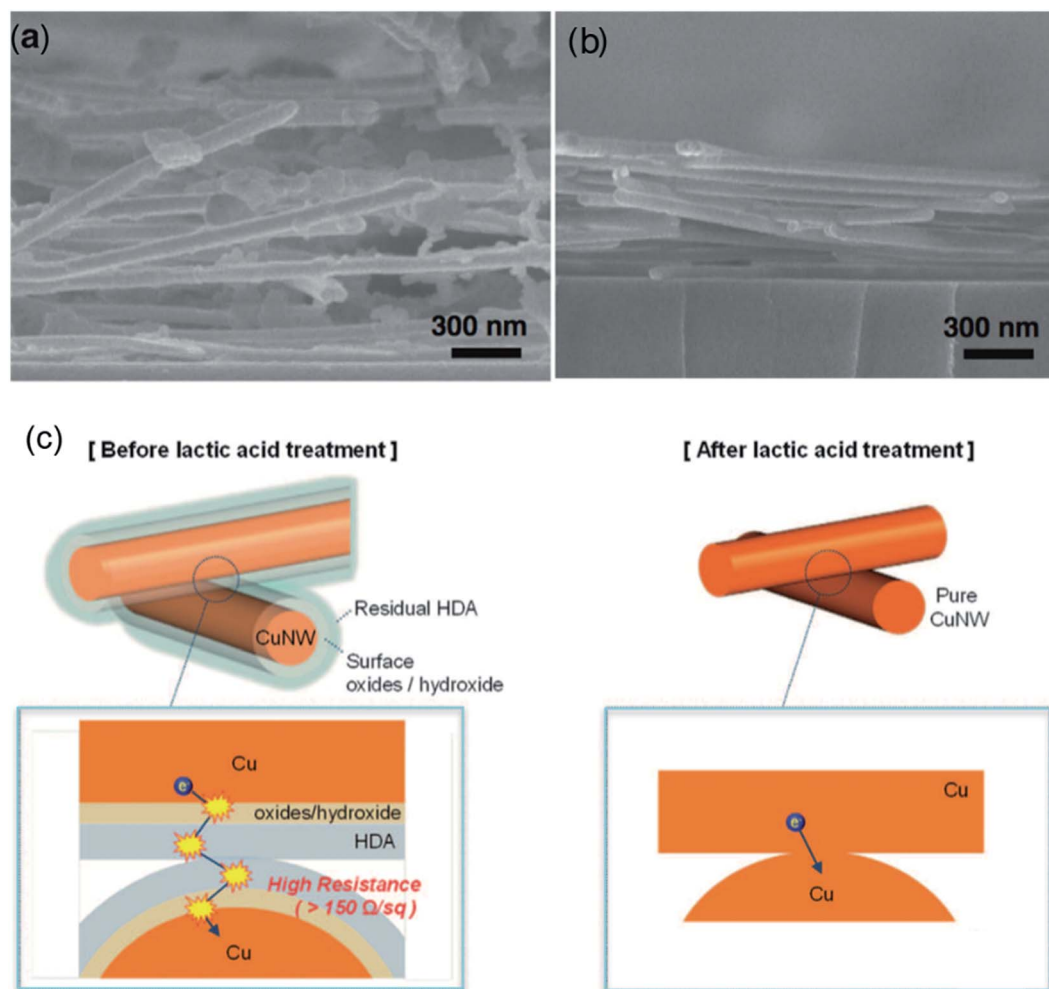 (a)
(b)
300 nm
300 nm
(c)
[ Before lactic acid treatment ]
[ After lactic acid treatment ]
Residual HDA
CuNW
Surface
oxides / hydroxide
Pure
CuNW
Cu
e
oxides/hydroxide
HDA
High Resistance
( > 150 Ω/sq)
Cu
Cu
e
Cu